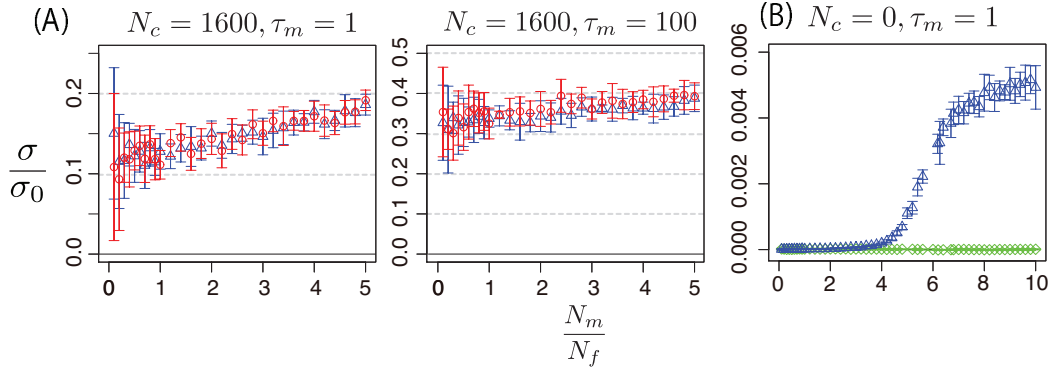 (A) N_c = 1600, τ_m = 1
N_c = 1600, τ_m = 100
(B) N_c = 0, τ_m = 1
σ/σ_0
0.0 0.1 0.2
0 1 2 3 4 5
0.0 0.1 0.2 0.3 0.4 0.5
0 1 2 3 4 5
N_m/N_f
0.000 0.002 0.004 0.006
0 2 4 6 8 10